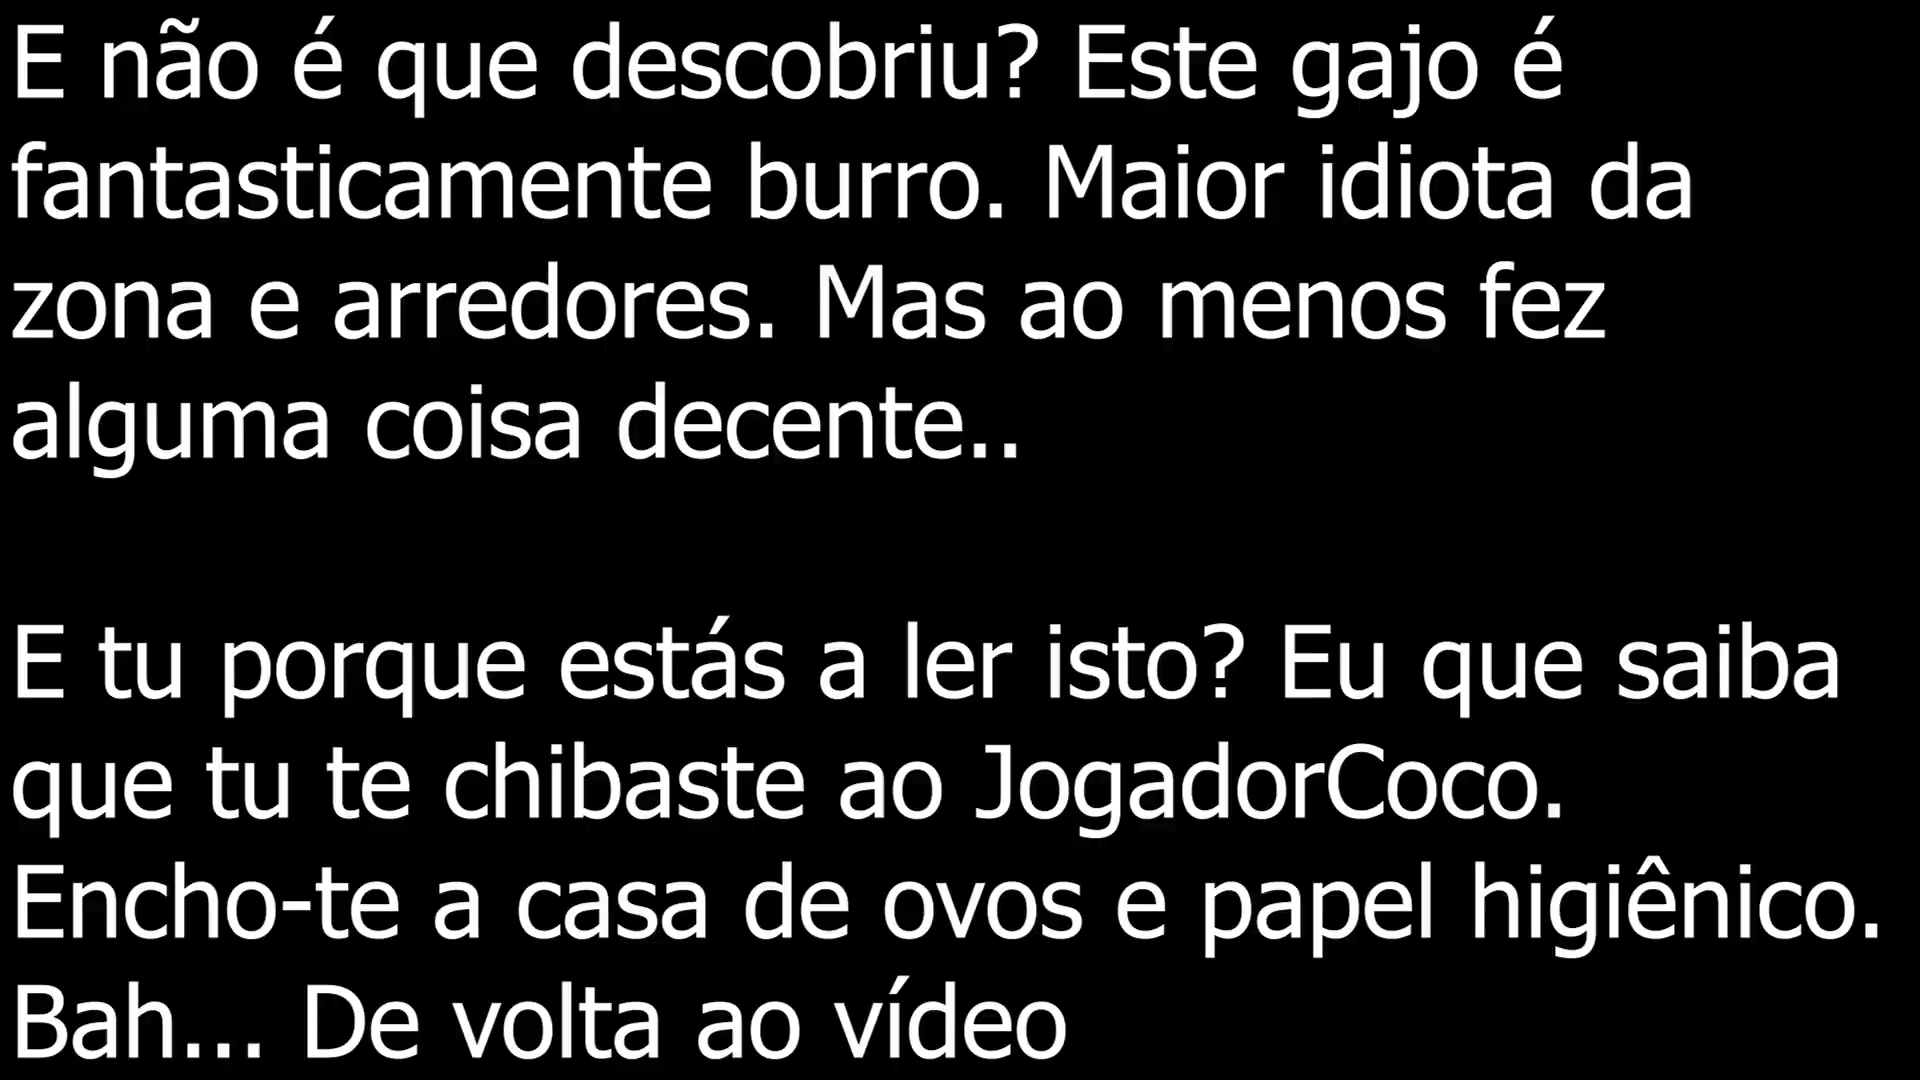 E não é que descobriu? Este gajo é
fantasticamente burro. Maior idiota da
zona e arredores. Mas ao menos fez
alguma coisa decente..
E tu porque estás a ler isto? Eu que saiba
que tu te chibaste ao JogadorCoco.
Encho-te a casa de ovos e papel higiênico.
Bah... De volta ao vídeo